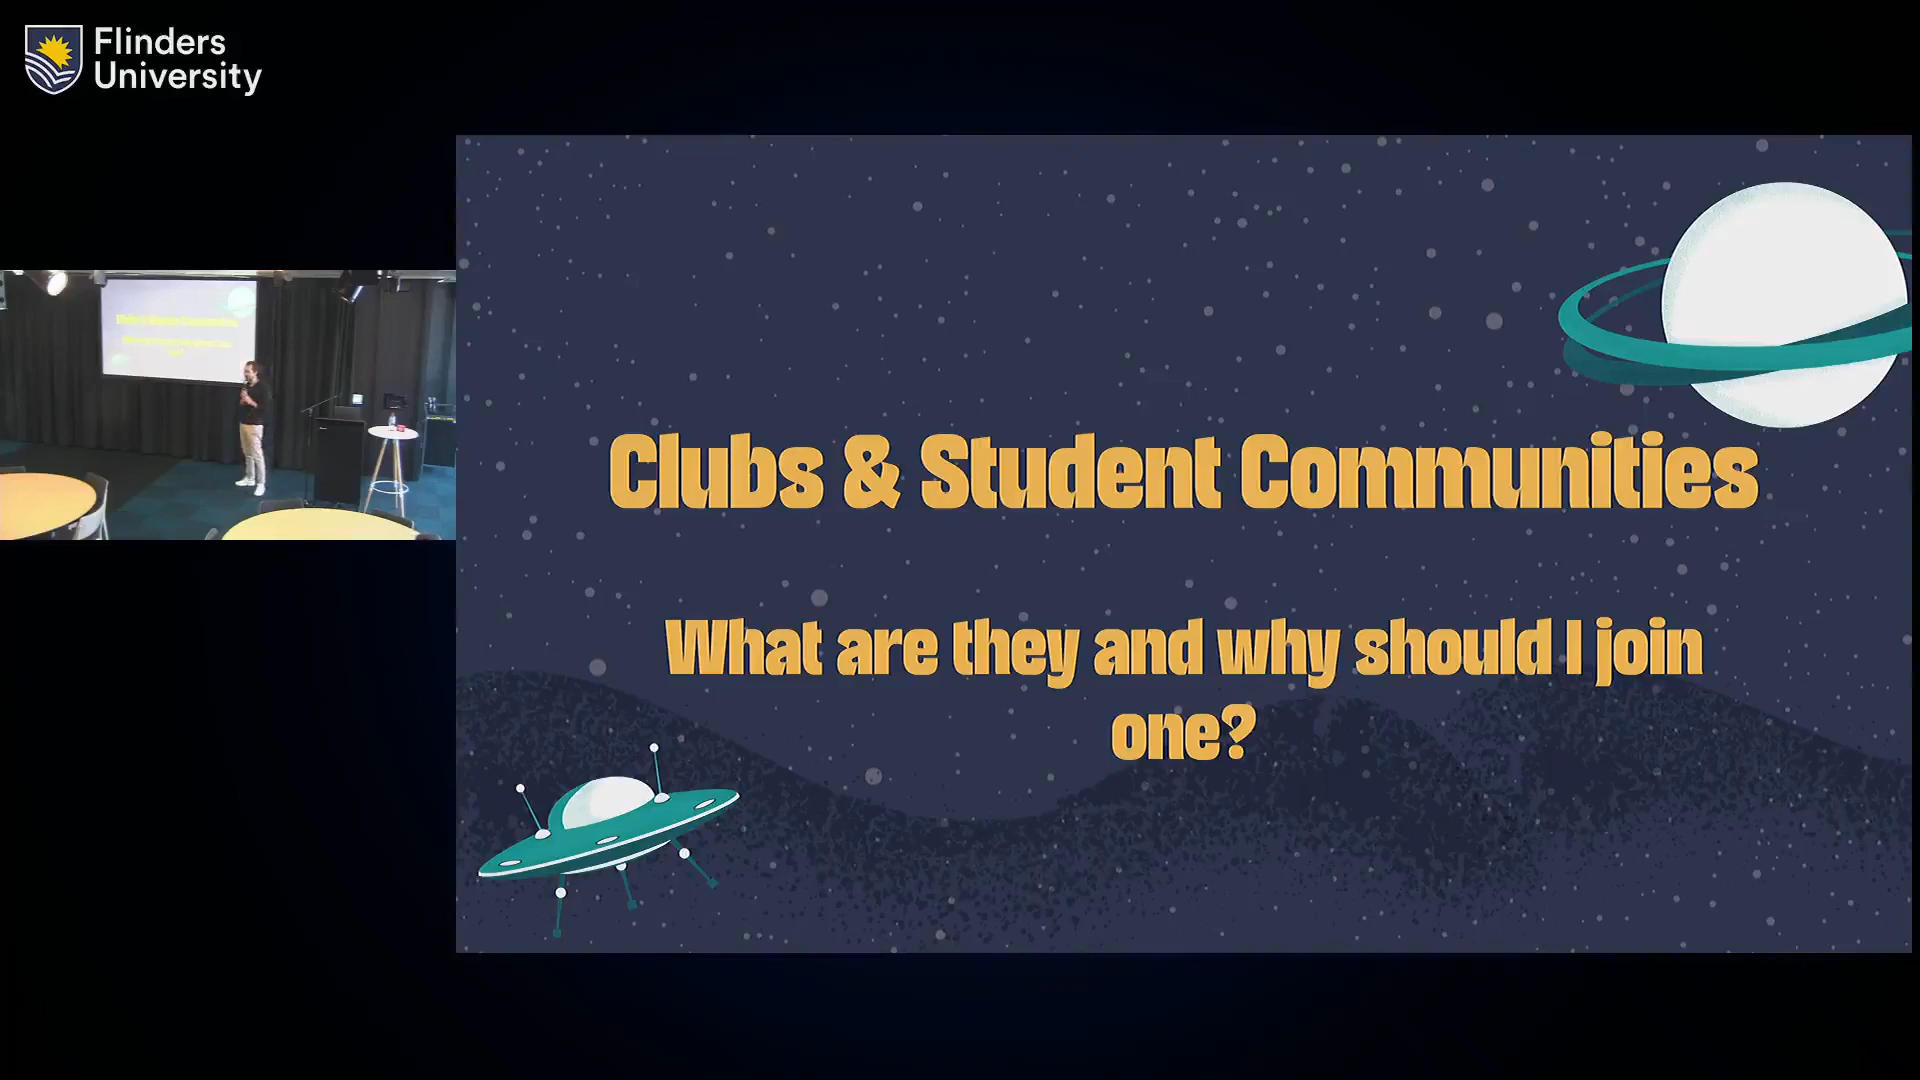 Flinders
University
Clubs & Student Communities
What are they and why should I join
one?